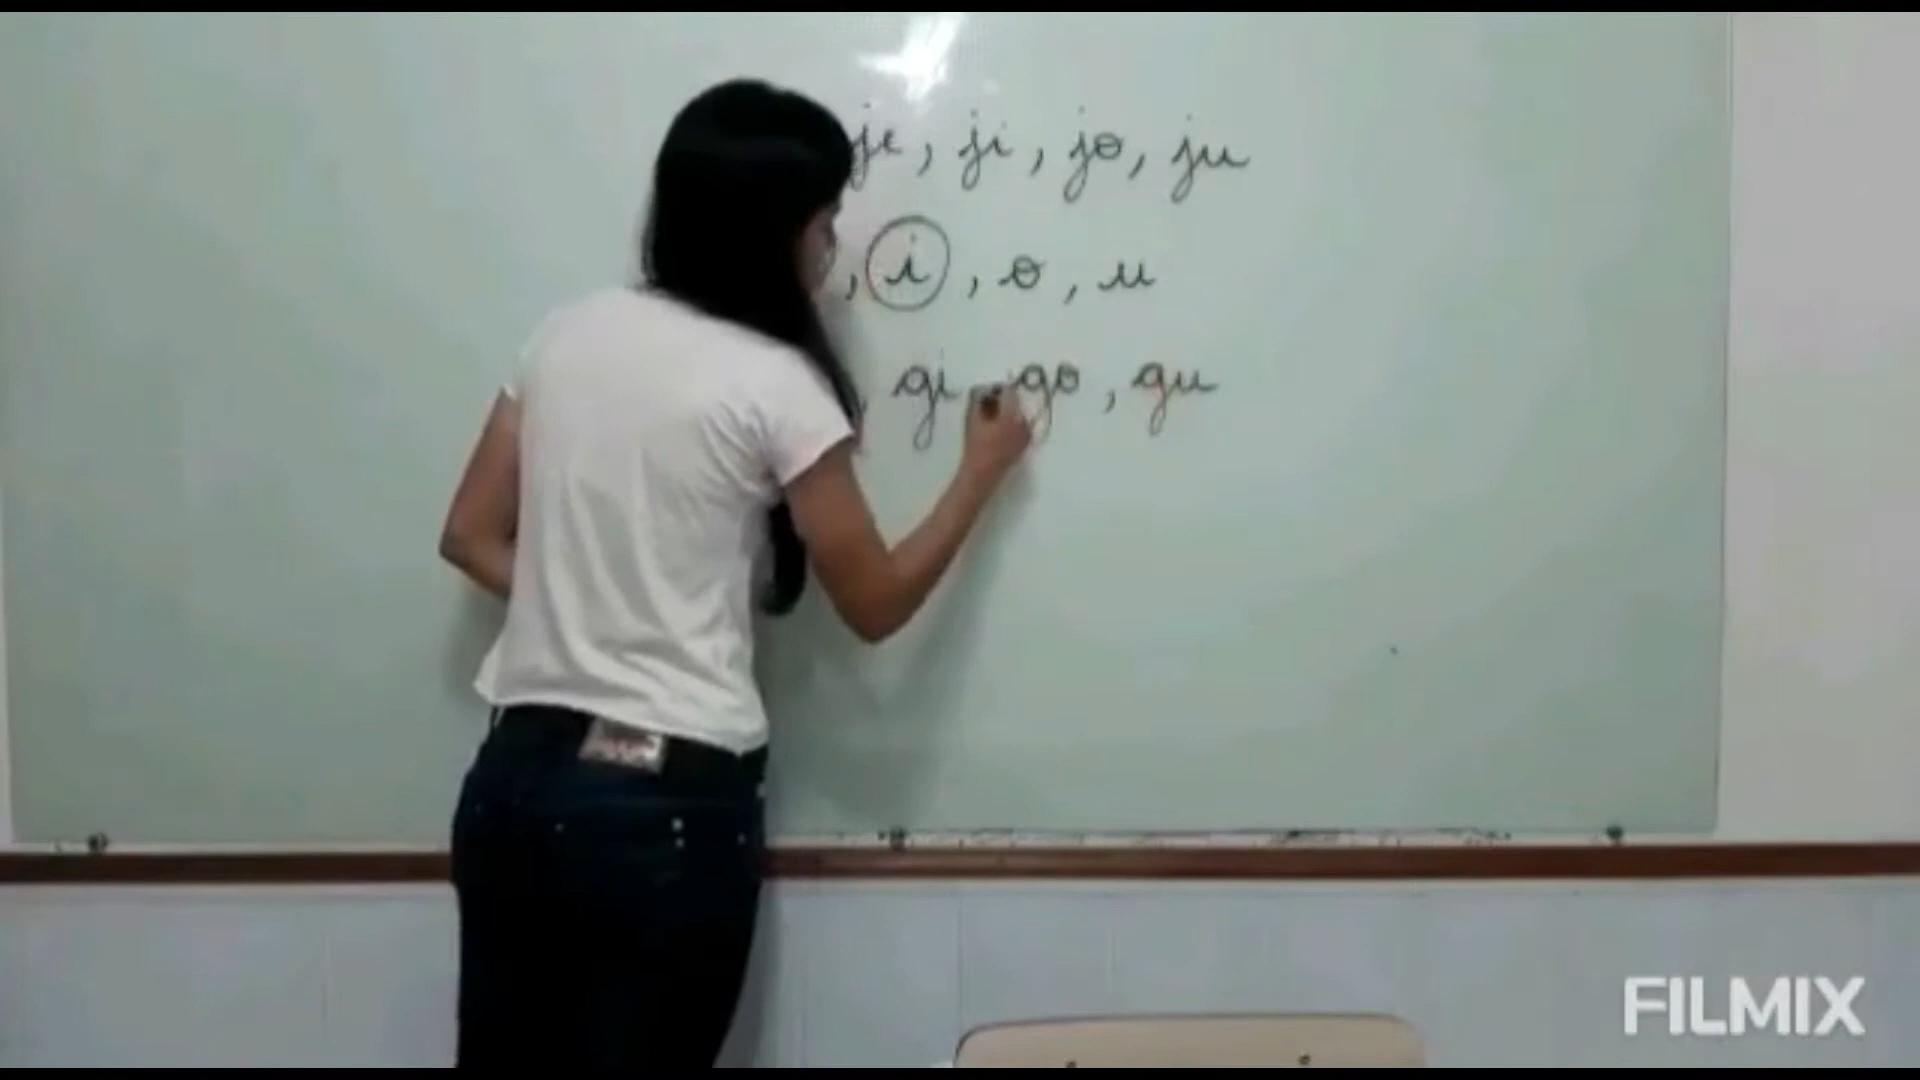 je, ji, jo, ju
, i, o, u
, gi, go, gu
FILMIX